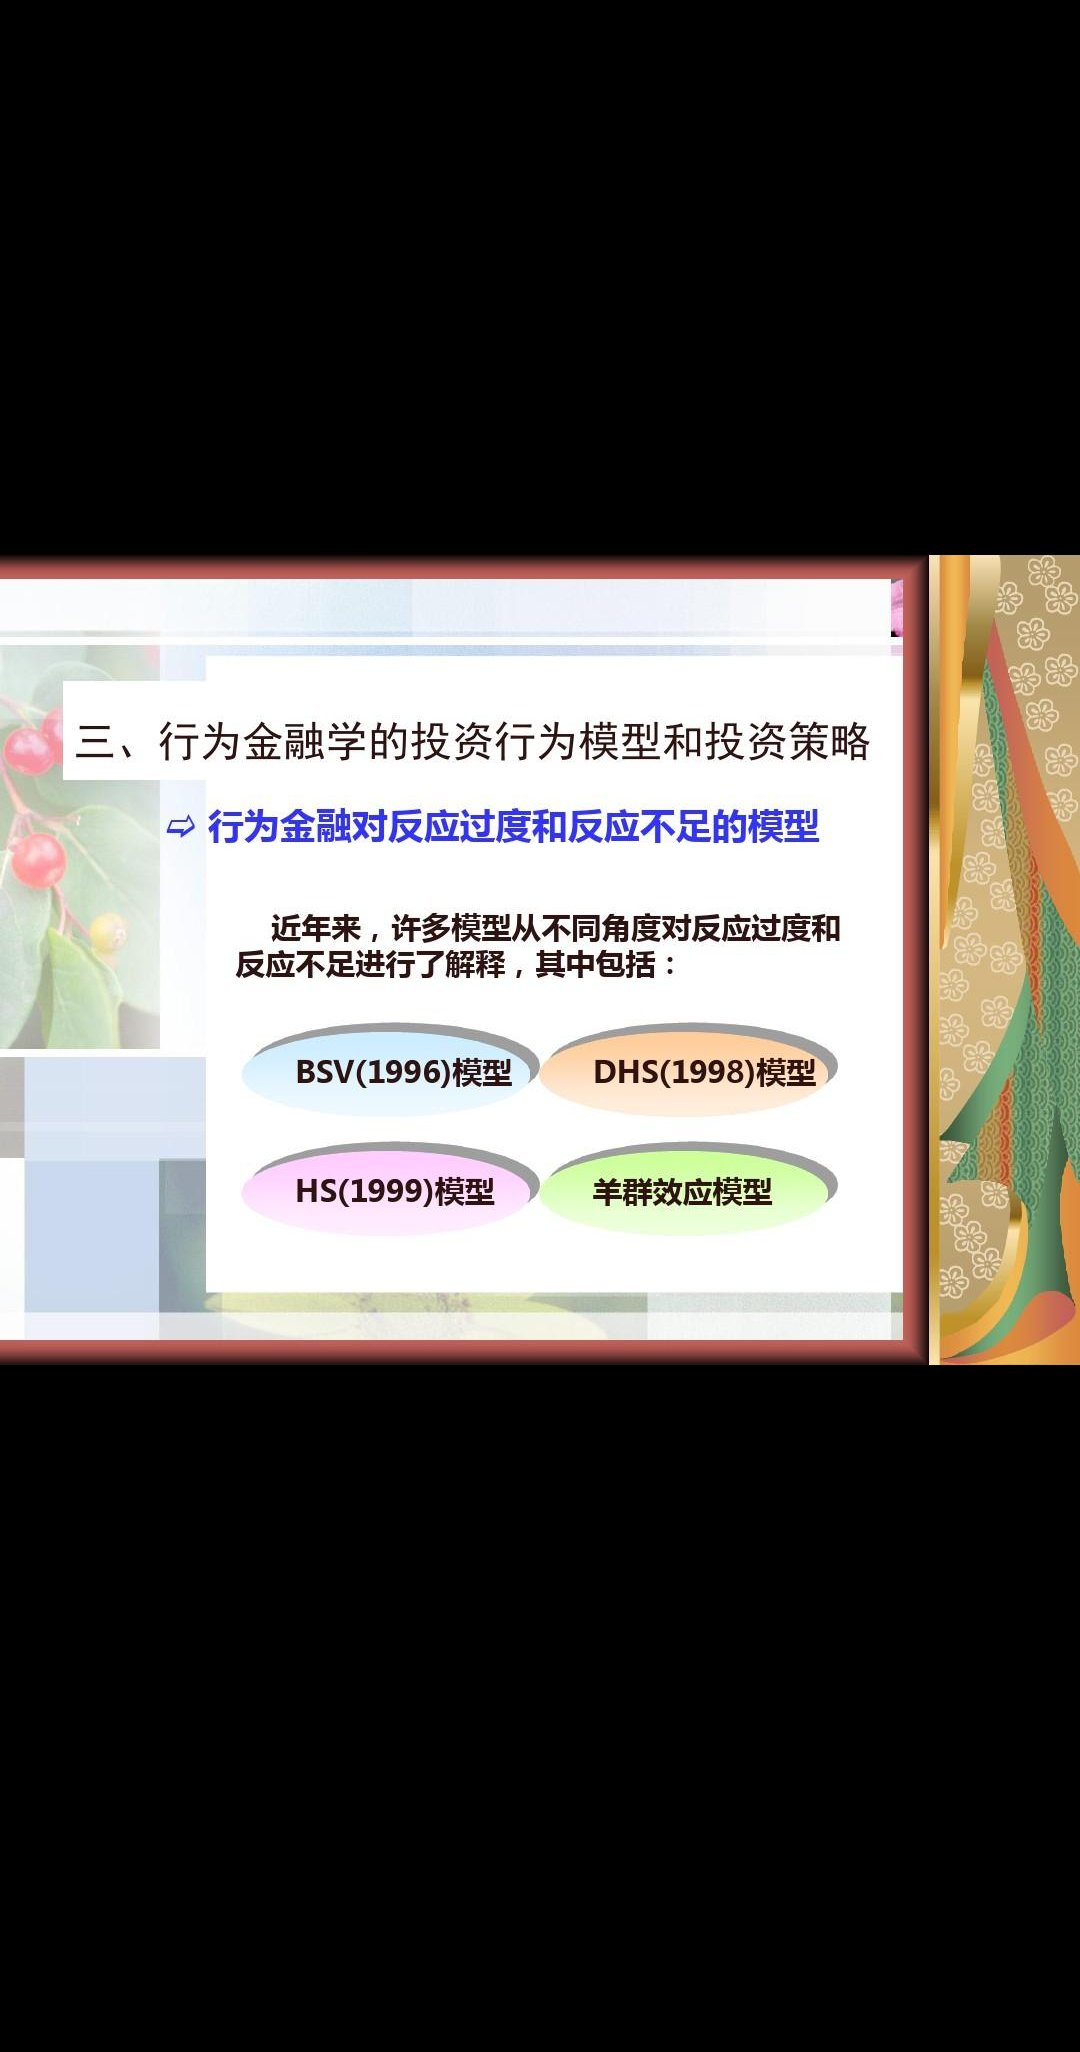 三、行为金融学的投资行为模型和投资策略
➯ 行为金融对反应过度和反应不足的模型
近年来，许多模型从不同角度对反应过度和
反应不足进行了解释，其中包括：
BSV(1996)模型
DHS(1998)模型
HS(1999)模型
羊群效应模型